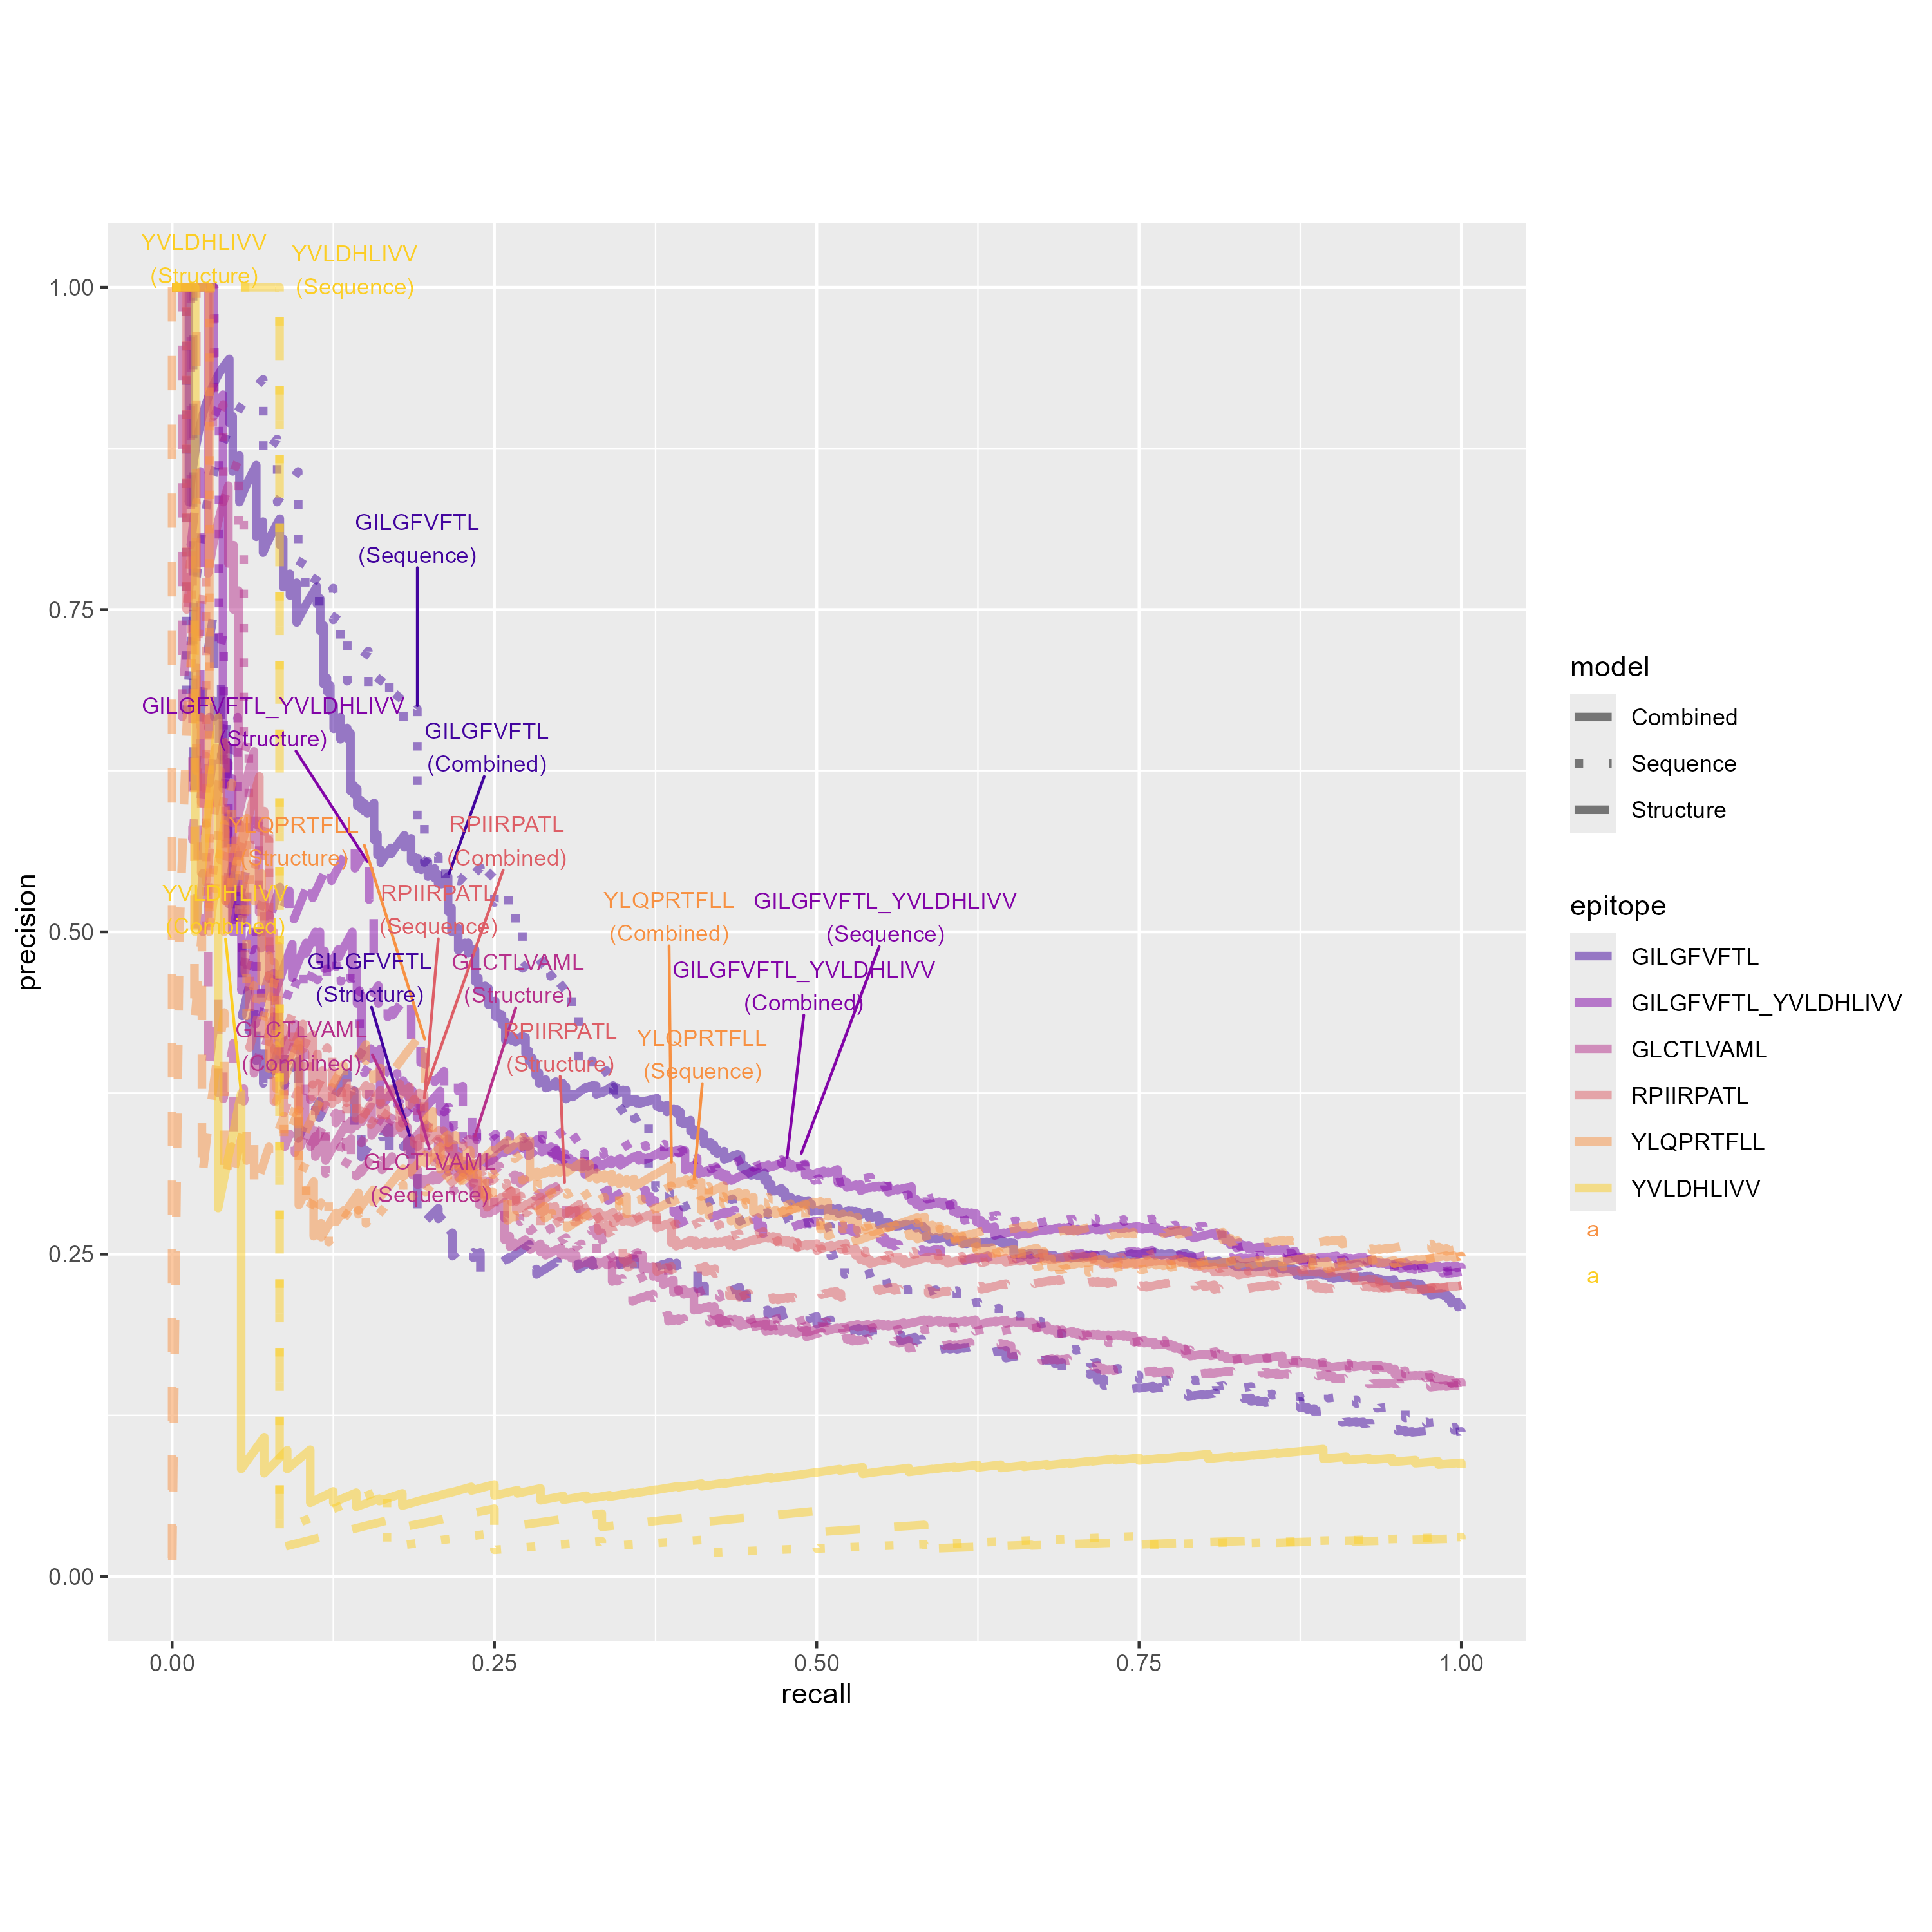 YVLDHLIVV
(Structure)
YVLDHLIVV
(Sequence)
1.00
GILGFVFTL
(Sequence)
0.75
GILGFVFTL_YVLDHLIVV
(Structure)
GILGFVFTL
(Combined)
YLQPRTFLL
(Structure)
RPIIRPATL
(Combined)
YVLDHLIVV
(Combined)
RPIIRPATL
(Sequence)
YLQPRTFLL
(Combined)
GILGFVFTL_YVLDHLIVV
(Sequence)
0.50
GILGFVFTL
(Structure)
GLCTLVAML
(Structure)
GILGFVFTL_YVLDHLIVV
(Combined)
GLCTLVAML
(Combined)
RPIIRPATL
(Structure)
YLQPRTFLL
(Sequence)
GLCTLVAML
(Sequence)
0.25
0.00
precision
0.00
0.25
0.50
0.75
1.00
recall
model
Combined
Sequence
Structure
epitope
GILGFVFTL
GILGFVFTL_YVLDHLIVV
GLCTLVAML
RPIIRPATL
YLQPRTFLL
YVLDHLIVV
a
a